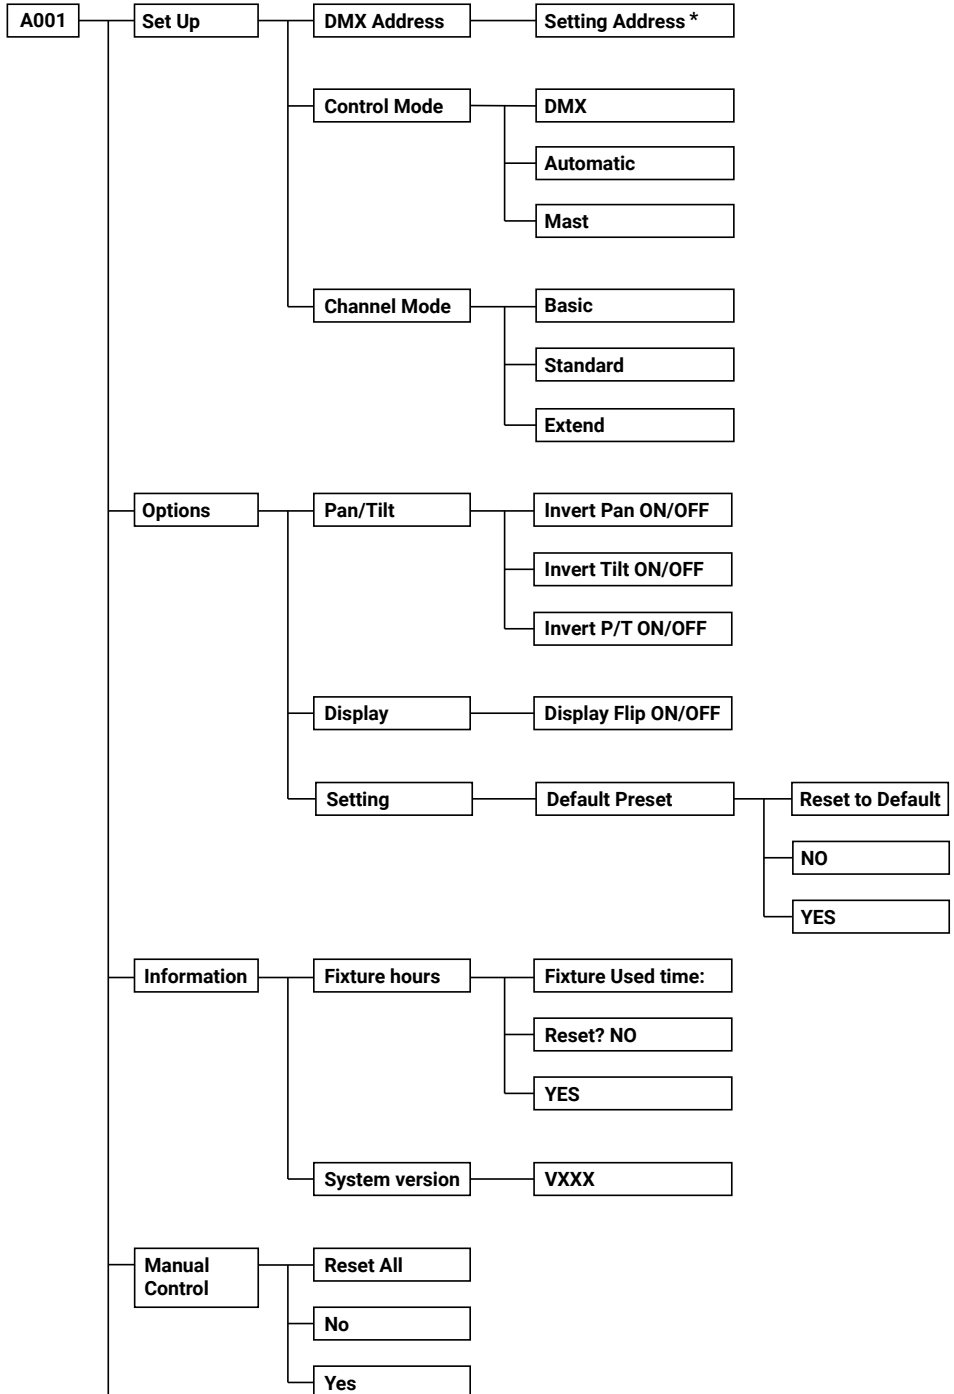 A001
Set Up
DMX Address
Setting Address *
Control Mode
DMX
Automatic
Mast
Channel Mode
Basic
Standard
Extend
Options
Pan/Tilt
Invert Pan ON/OFF
Invert Tilt ON/OFF
Invert P/T ON/OFF
Display
Display Flip ON/OFF
Setting
Default Preset
Reset to Default
NO
YES
Information
Fixture hours
Fixture Used time:
Reset? NO
YES
System version
VXXX
Manual
Control
Reset All
No
Yes